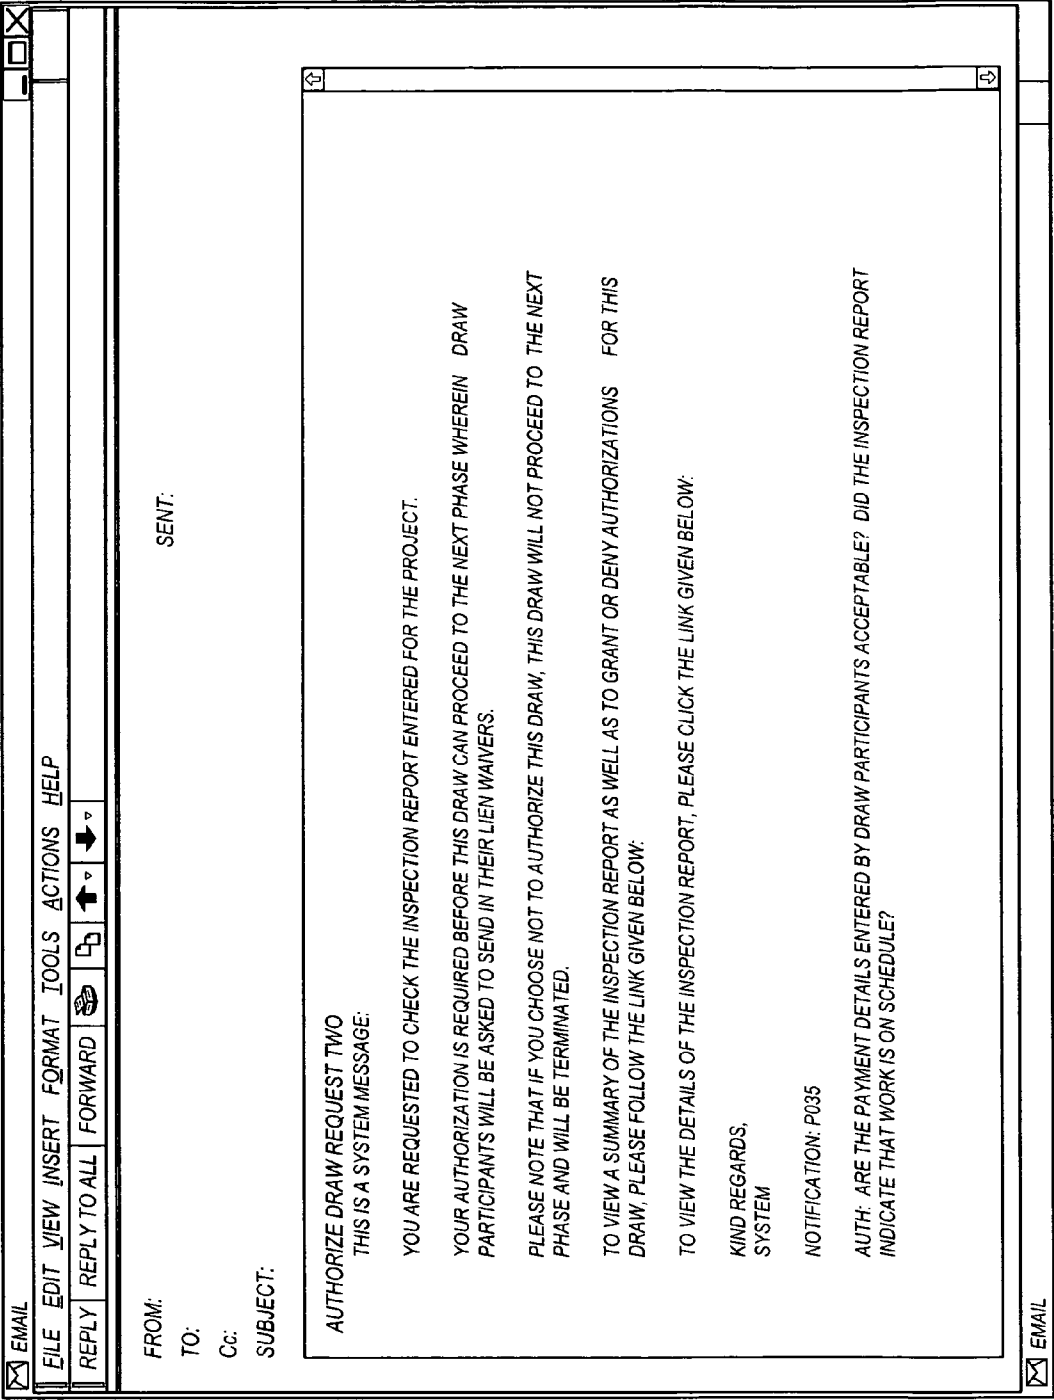 EMAIL
FILE EDIT VIEW INSERT FORMAT TOOLS ACTIONS HELP
REPLY REPLY TO ALL FORWARD
FROM: SENT:
TO:
Cc:
SUBJECT:
AUTHORIZE DRAW REQUEST TWO
THIS IS A SYSTEM MESSAGE:
YOU ARE REQUESTED TO CHECK THE INSPECTION REPORT ENTERED FOR THE PROJECT.
YOUR AUTHORIZATION IS REQUIRED BEFORE THIS DRAW CAN PROCEED TO THE NEXT PHASE WHEREIN DRAW
PARTICIPANTS WILL BE ASKED TO SEND IN THEIR LIEN WAIVERS.
PLEASE NOTE THAT IF YOU CHOOSE NOT TO AUTHORIZE THIS DRAW, THIS DRAW WILL NOT PROCEED TO THE NEXT
PHASE AND WILL BE TERMINATED.
TO VIEW A SUMMARY OF THE INSPECTION REPORT AS WELL AS TO GRANT OR DENY AUTHORIZATIONS FOR THIS
DRAW, PLEASE FOLLOW THE LINK GIVEN BELOW:
TO VIEW THE DETAILS OF THE INSPECTION REPORT, PLEASE CLICK THE LINK GIVEN BELOW:
KIND REGARDS,
SYSTEM
NOTIFICATION: P035
AUTH: ARE THE PAYMENT DETAILS ENTERED BY DRAW PARTICIPANTS ACCEPTABLE? DID THE INSPECTION REPORT
INDICATE THAT WORK IS ON SCHEDULE?
EMAIL